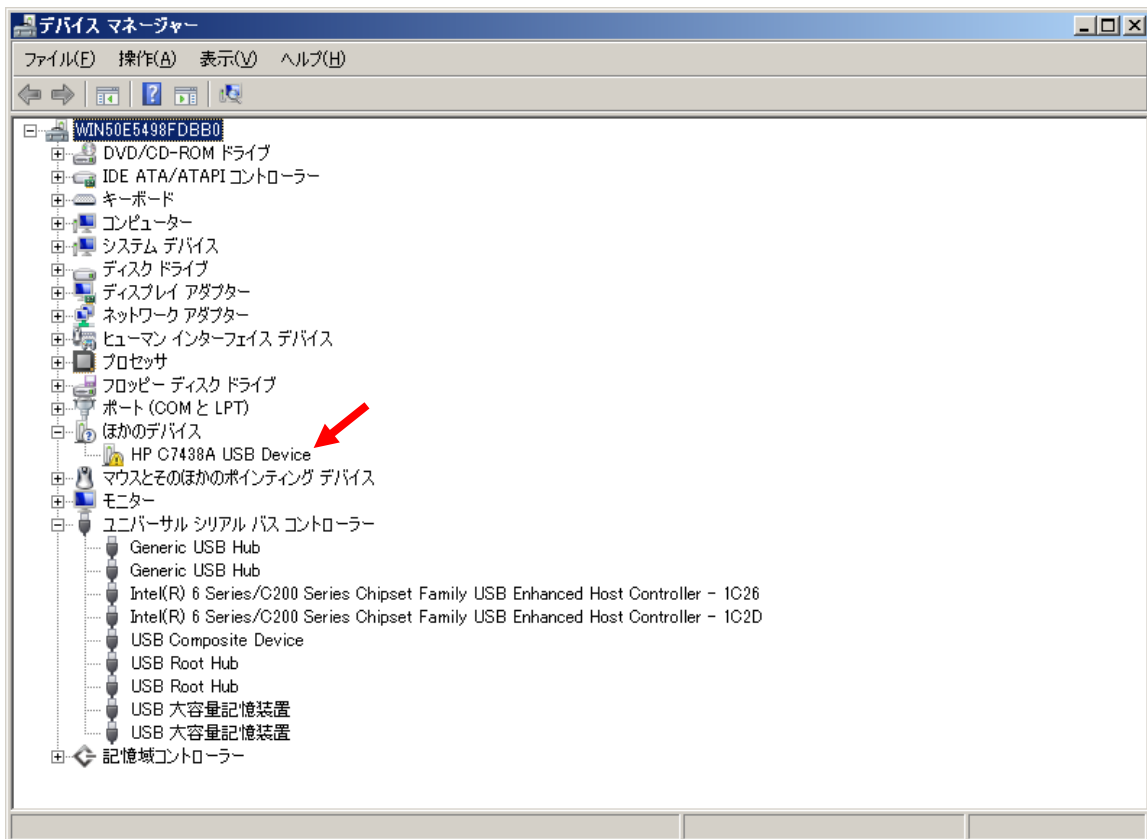 デバイス マネージャー
ファイル(F) 操作(A) 表示(V) ヘルプ(H)
WIN50E5498FDBB0
DVD/CD-ROM ドライブ
IDE ATA/ATAPI コントローラー
キーボード
コンピューター
システム デバイス
ディスク ドライブ
ディスプレイ アダプター
ネットワーク アダプター
ヒューマン インターフェイス デバイス
プロセッサ
フロッピー ディスク ドライブ
ポート (COM と LPT)
ほかのデバイス
HP C7438A USB Device
マウスとそのほかのポインティング デバイス
モニター
ユニバーサル シリアル バス コントローラー
Generic USB Hub
Generic USB Hub
Intel(R) 6 Series/C200 Series Chipset Family USB Enhanced Host Controller - 1C26
Intel(R) 6 Series/C200 Series Chipset Family USB Enhanced Host Controller - 1C2D
USB Composite Device
USB Root Hub
USB Root Hub
USB 大容量記憶装置
USB 大容量記憶装置
記憶域コントローラー